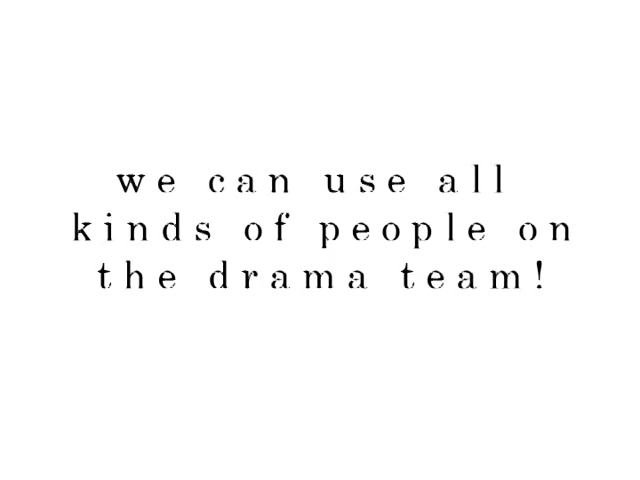 we can use all
kinds of people on
the drama team!